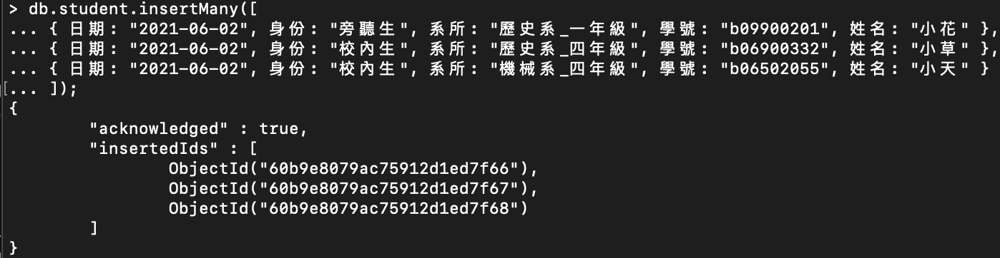 > db.student.insertMany([
... { 日期: "2021-06-02", 身份: "旁聽生", 系所: "歷史系_一年級", 學號: "b09900201", 姓名: "小花" },
... { 日期: "2021-06-02", 身份: "校內生", 系所: "歷史系_四年級", 學號: "b06900332", 姓名: "小草" },
... { 日期: "2021-06-02", 身份: "校內生", 系所: "機械系_四年級", 學號: "b06502055", 姓名: "小天" }
[... ]);
{
        "acknowledged" : true,
        "insertedIds" : [
                ObjectId("60b9e8079ac75912d1ed7f66"),
                ObjectId("60b9e8079ac75912d1ed7f67"),
                ObjectId("60b9e8079ac75912d1ed7f68")
        ]
}